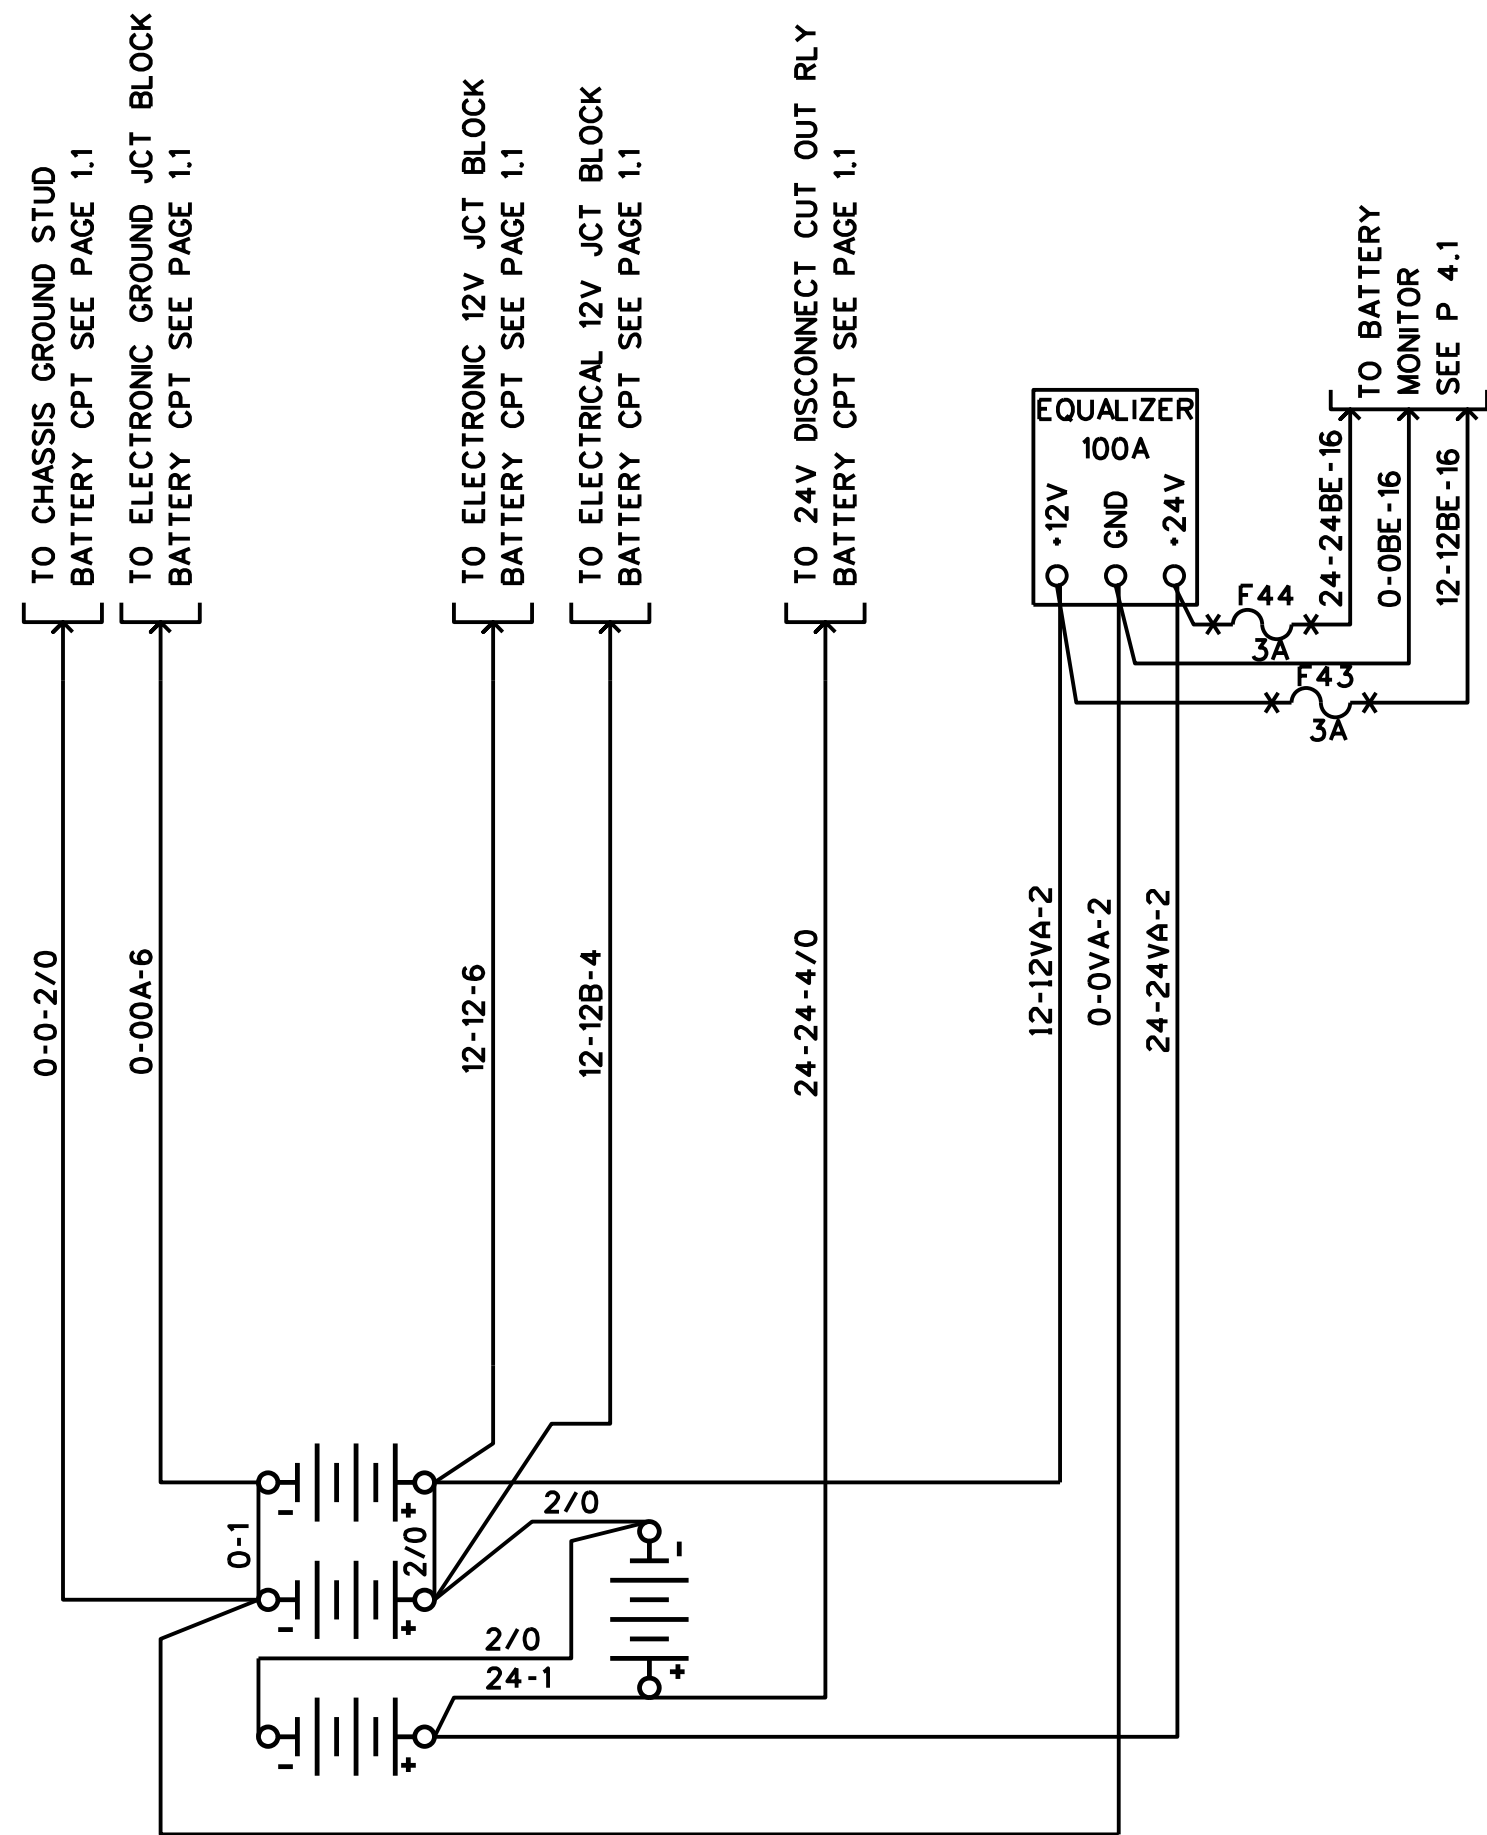 TO CHASSIS GROUND STUD
BATTERY CPT SEE PAGE 1.1
TO ELECTRONIC GROUND JCT BLOCK
BATTERY CPT SEE PAGE 1.1
TO ELECTRONIC 12V JCT BLOCK
BATTERY CPT SEE PAGE 1.1
TO ELECTRICAL 12V JCT BLOCK
BATTERY CPT SEE PAGE 1.1
TO 24V DISCONNECT CUT OUT RLY
BATTERY CPT SEE PAGE 1.1
EQUALIZER
100A
+12V
GND
+24V
TO BATTERY
MONITOR
SEE P 4.1
24-24BE-16
0-0BE-16
12-12BE-16
F44
3A
F43
3A
0-0-2/0
0-00A-6
12-12-6
12-12B-4
24-24-4/0
12-12VA-2
0-0VA-2
24-24VA-2
- +
0-1
2/0
2/0
-
- +
2/0
+
24-1
- +